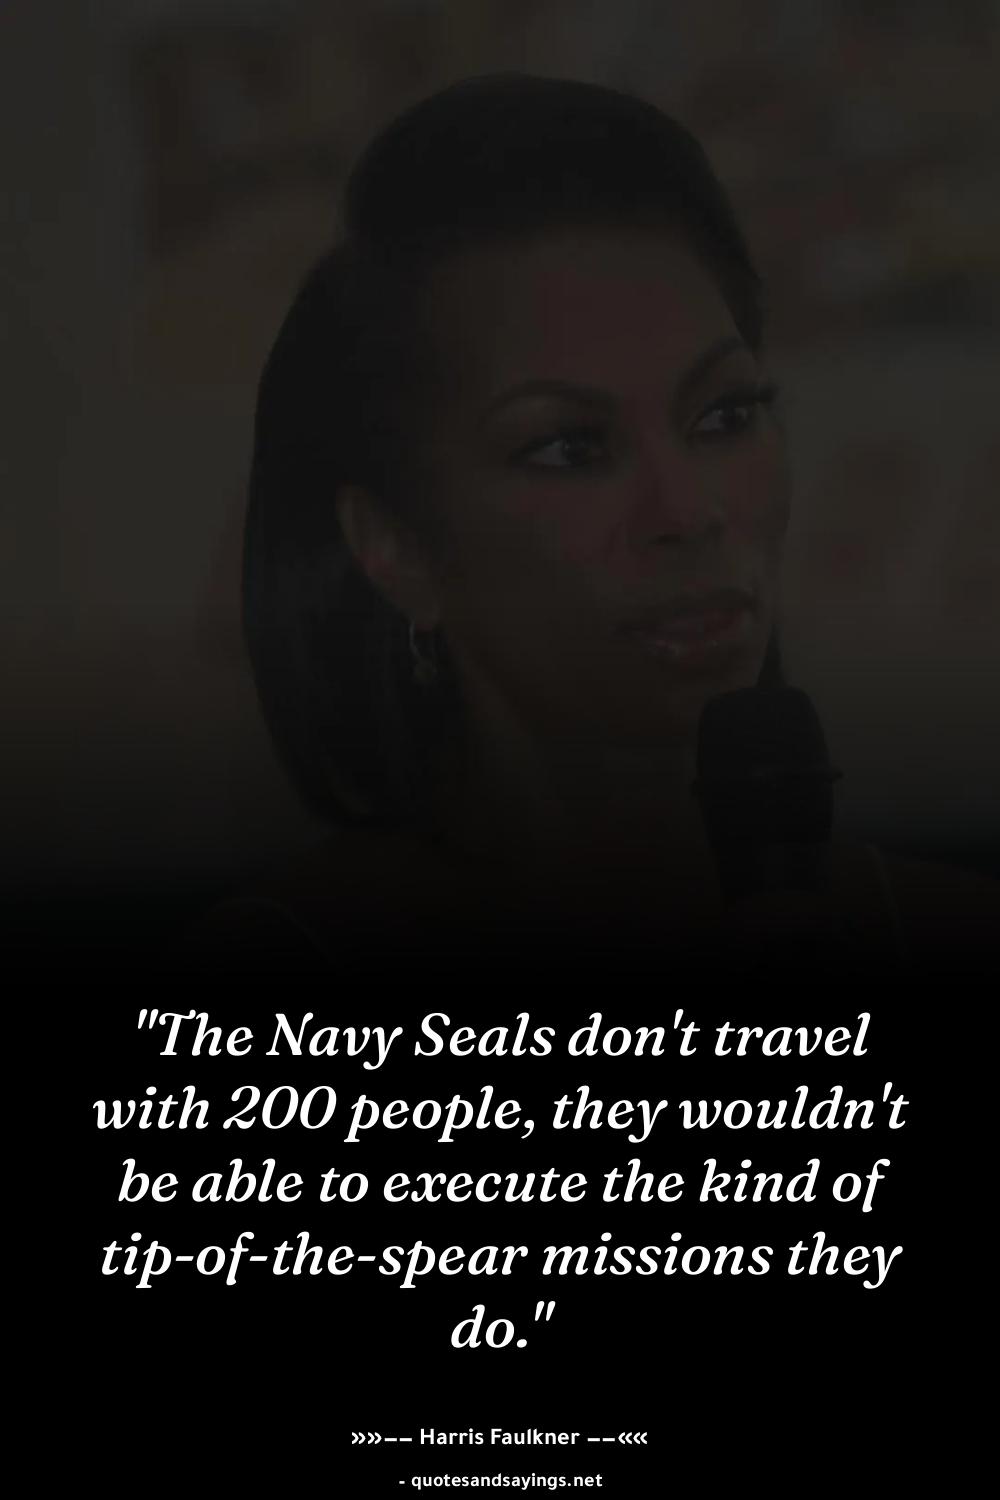 "The Navy Seals don't travel
with 200 people, they wouldn't
be able to execute the kind of
tip-of-the-spear missions they
do."
»»−− Harris Faulkner −−««
- quotesandsayings.net